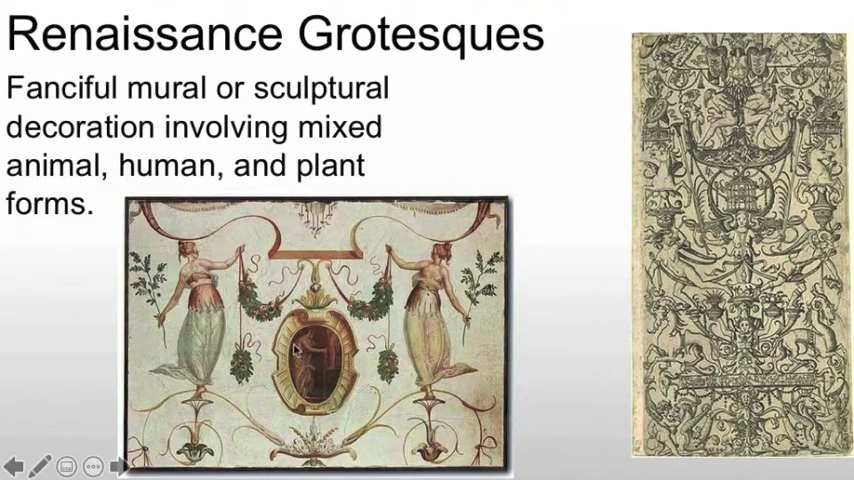 Renaissance Grotesques
Fanciful mural or sculptural
decoration involving mixed
animal, human, and plant
forms.